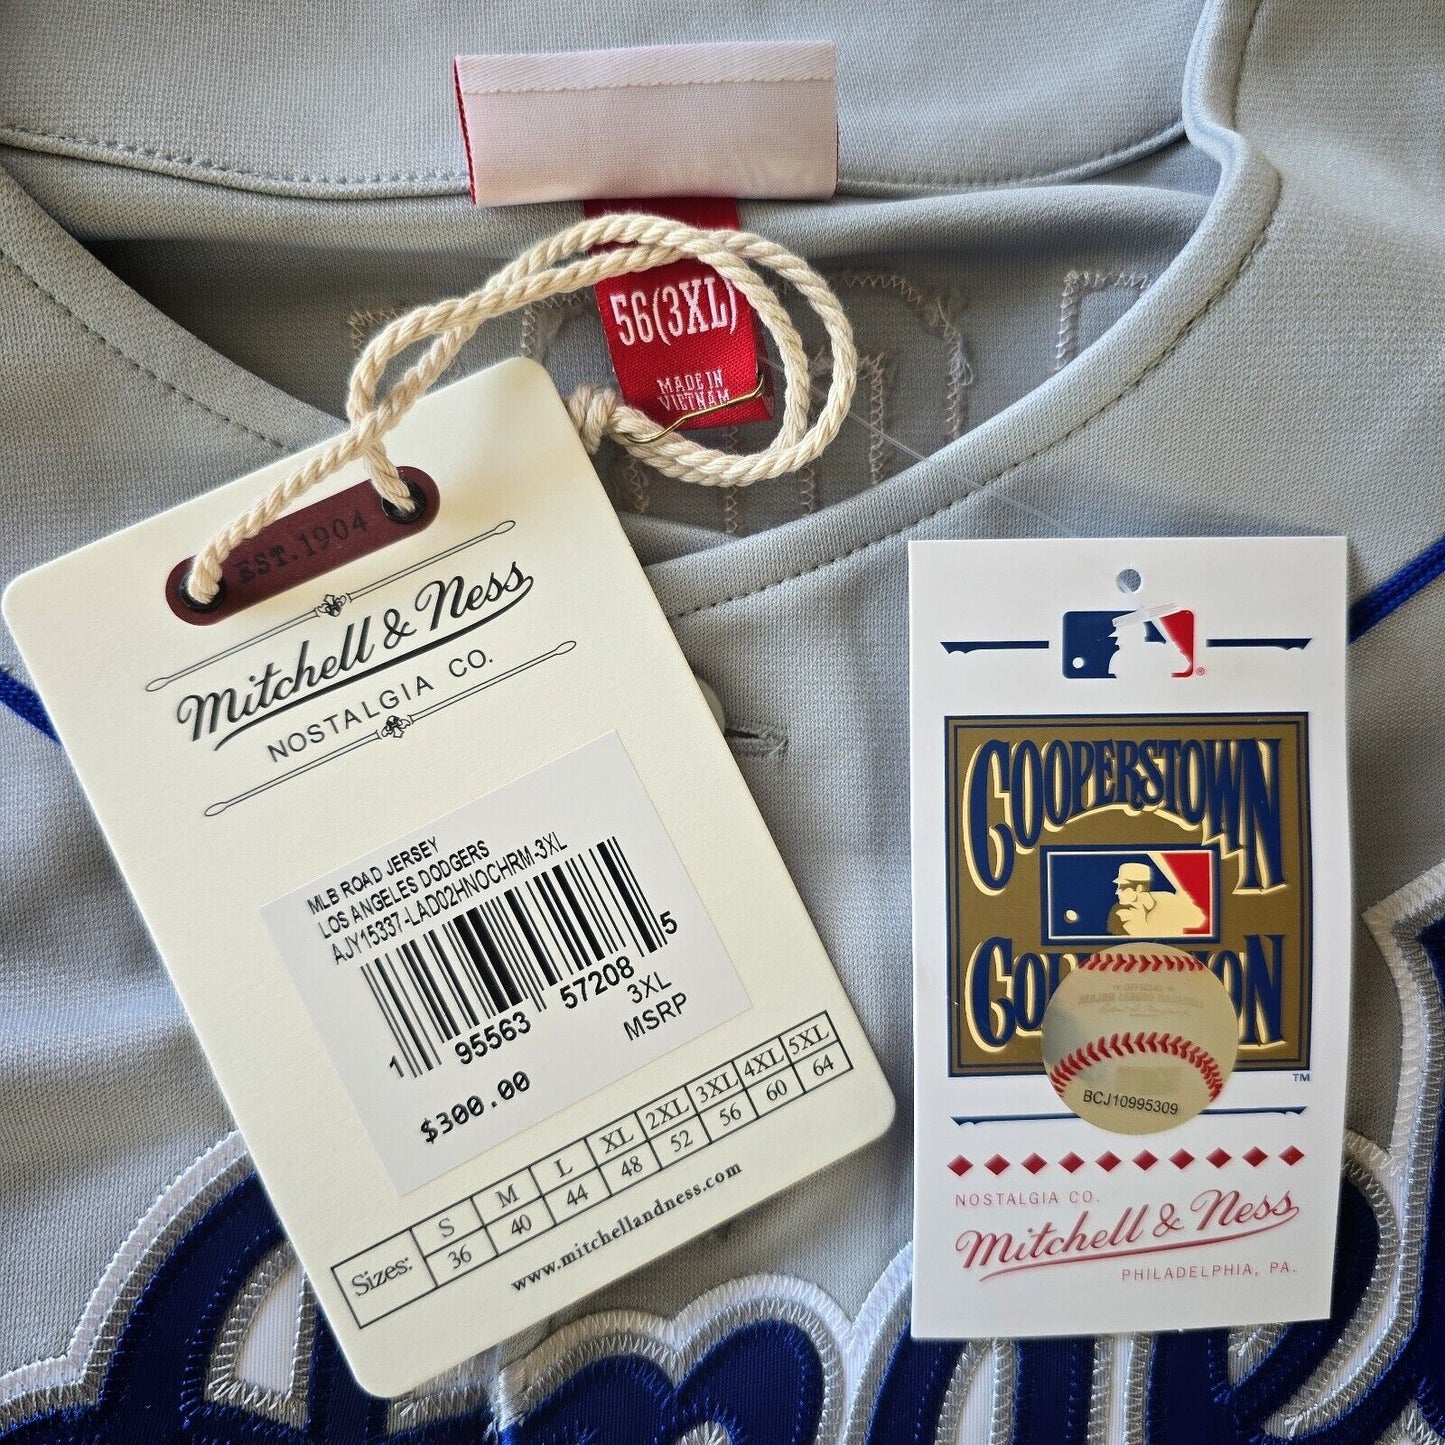 56(3XL)
MADE IN
VIETNAM
EST.1904
Mitchell & Ness
NOSTALGIA CO.
MLB ROAD JERSEY
LOS ANGELES DODGERS
AJY15337-LAD02HNOCHRM-3XL
1 95563 57208 5
3XL
MSRP
$300.00
Sizes: S M L XL 2XL 3XL 4XL 5XL
36 40 44 48 52 56 60 64
www.mitchellandness.com
®
COOPERSTOWN
COLLECTION
TM
BCJ10995309
NOSTALGIA CO.
Mitchell & Ness
PHILADELPHIA, PA.